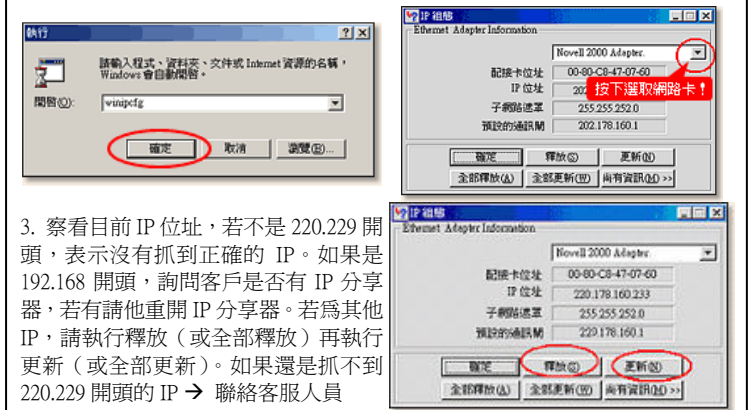 執行
請輸入程式、資料夾、文件或 Internet 資源的名稱,
Windows 會自動開啓。
開啓(O):
winipcfg
確定
取消
瀏覽(B)...
IP 組態
Ethernet Adapter Information
Novell 2000 Adapter.
配接卡位址
00-80-C8-47-07-60
IP 位址
202
按下選取網路卡!
子網路遮罩
255.255.252.0
預設的通訊閘
202.178.160.1
確定
釋放(S)
更新(N)
全部釋放(A)
全部更新(W)
尚有資訊(M) >>
3. 察看目前 IP 位址,若不是 220.229 開
頭,表示沒有抓到正確的 IP。如果是
192.168 開頭,詢問客戶是否有 IP 分享
器,若有請他重開 IP 分享器。若為其他
IP,請執行釋放(或全部釋放)再執行
更新(或全部更新)。如果還是抓不到
220.229 開頭的 IP → 聯絡客服人員
IP 組態
Ethernet Adapter Information
Novell 2000 Adapter.
配接卡位址
00-80-C8-47-07-60
IP 位址
220.178.160.233
子網路遮罩
255.255.252.0
預設的通訊閘
229.178.160.1
確定
釋放(S)
更新(N)
全部釋放(A)
全部更新(W)
尚有資訊(M) >>